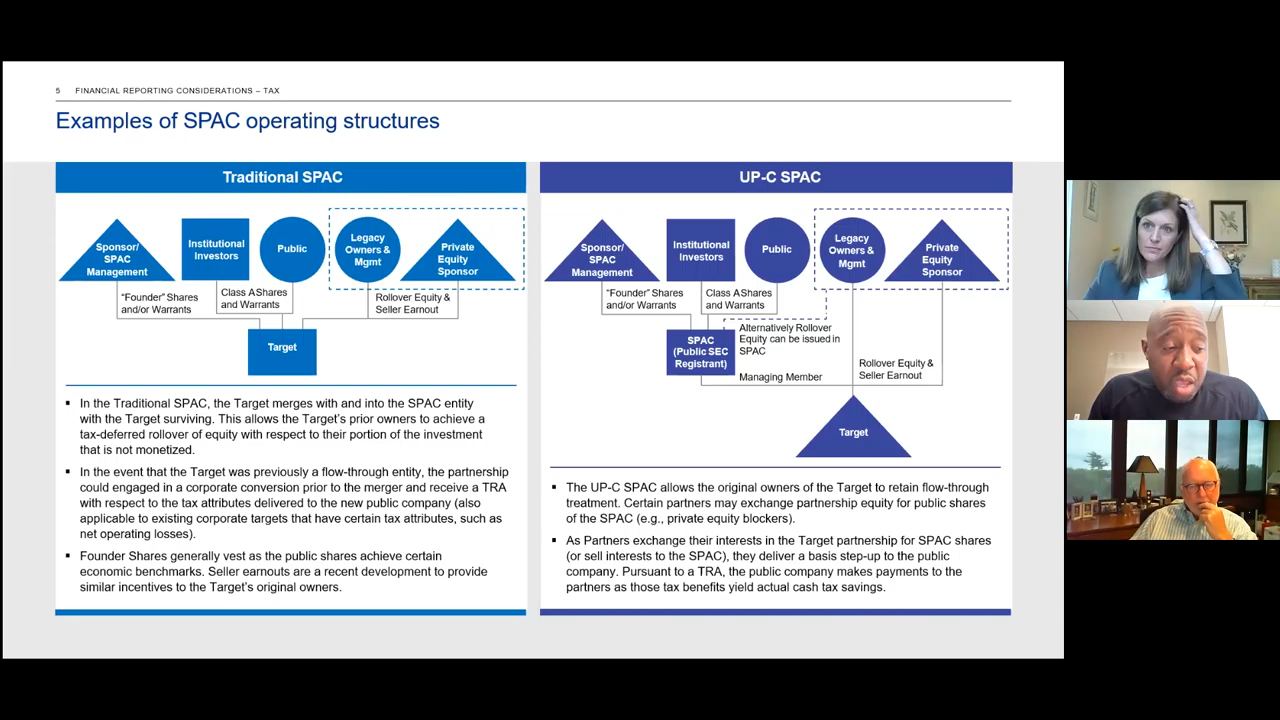 5 FINANCIAL REPORTING CONSIDERATIONS – TAX
Examples of SPAC operating structures
Traditional SPAC
Sponsor/
SPAC
Management
Institutional
Investors
Public
Legacy
Owners &
Mgmt
Private
Equity
Sponsor
“Founder” Shares
and/or Warrants
Class A Shares
and Warrants
Rollover Equity &
Seller Earnout
Target
▪ In the Traditional SPAC, the Target merges with and into the SPAC entity
with the Target surviving. This allows the Target’s prior owners to achieve a
tax-deferred rollover of equity with respect to their portion of the investment
that is not monetized.
▪ In the event that the Target was previously a flow-through entity, the partnership
could engaged in a corporate conversion prior to the merger and receive a TRA
with respect to the tax attributes delivered to the new public company (also
applicable to existing corporate targets that have certain tax attributes, such as
net operating losses).
▪ Founder Shares generally vest as the public shares achieve certain
economic benchmarks. Seller earnouts are a recent development to provide
similar incentives to the Target’s original owners.
UP-C SPAC
Sponsor/
SPAC
Management
Institutional
Investors
Public
Legacy
Owners &
Mgmt
Private
Equity
Sponsor
“Founder” Shares
and/or Warrants
Class A Shares
and Warrants
SPAC
(Public SEC
Registrant)
Alternatively Rollover
Equity can be issued in
SPAC
Managing Member
Rollover Equity &
Seller Earnout
Target
▪ The UP-C SPAC allows the original owners of the Target to retain flow-through
treatment. Certain partners may exchange partnership equity for public shares
of the SPAC (e.g., private equity blockers).
▪ As Partners exchange their interests in the Target partnership for SPAC shares
(or sell interests to the SPAC), they deliver a basis step-up to the public
company. Pursuant to a TRA, the public company makes payments to the
partners as those tax benefits yield actual cash tax savings.